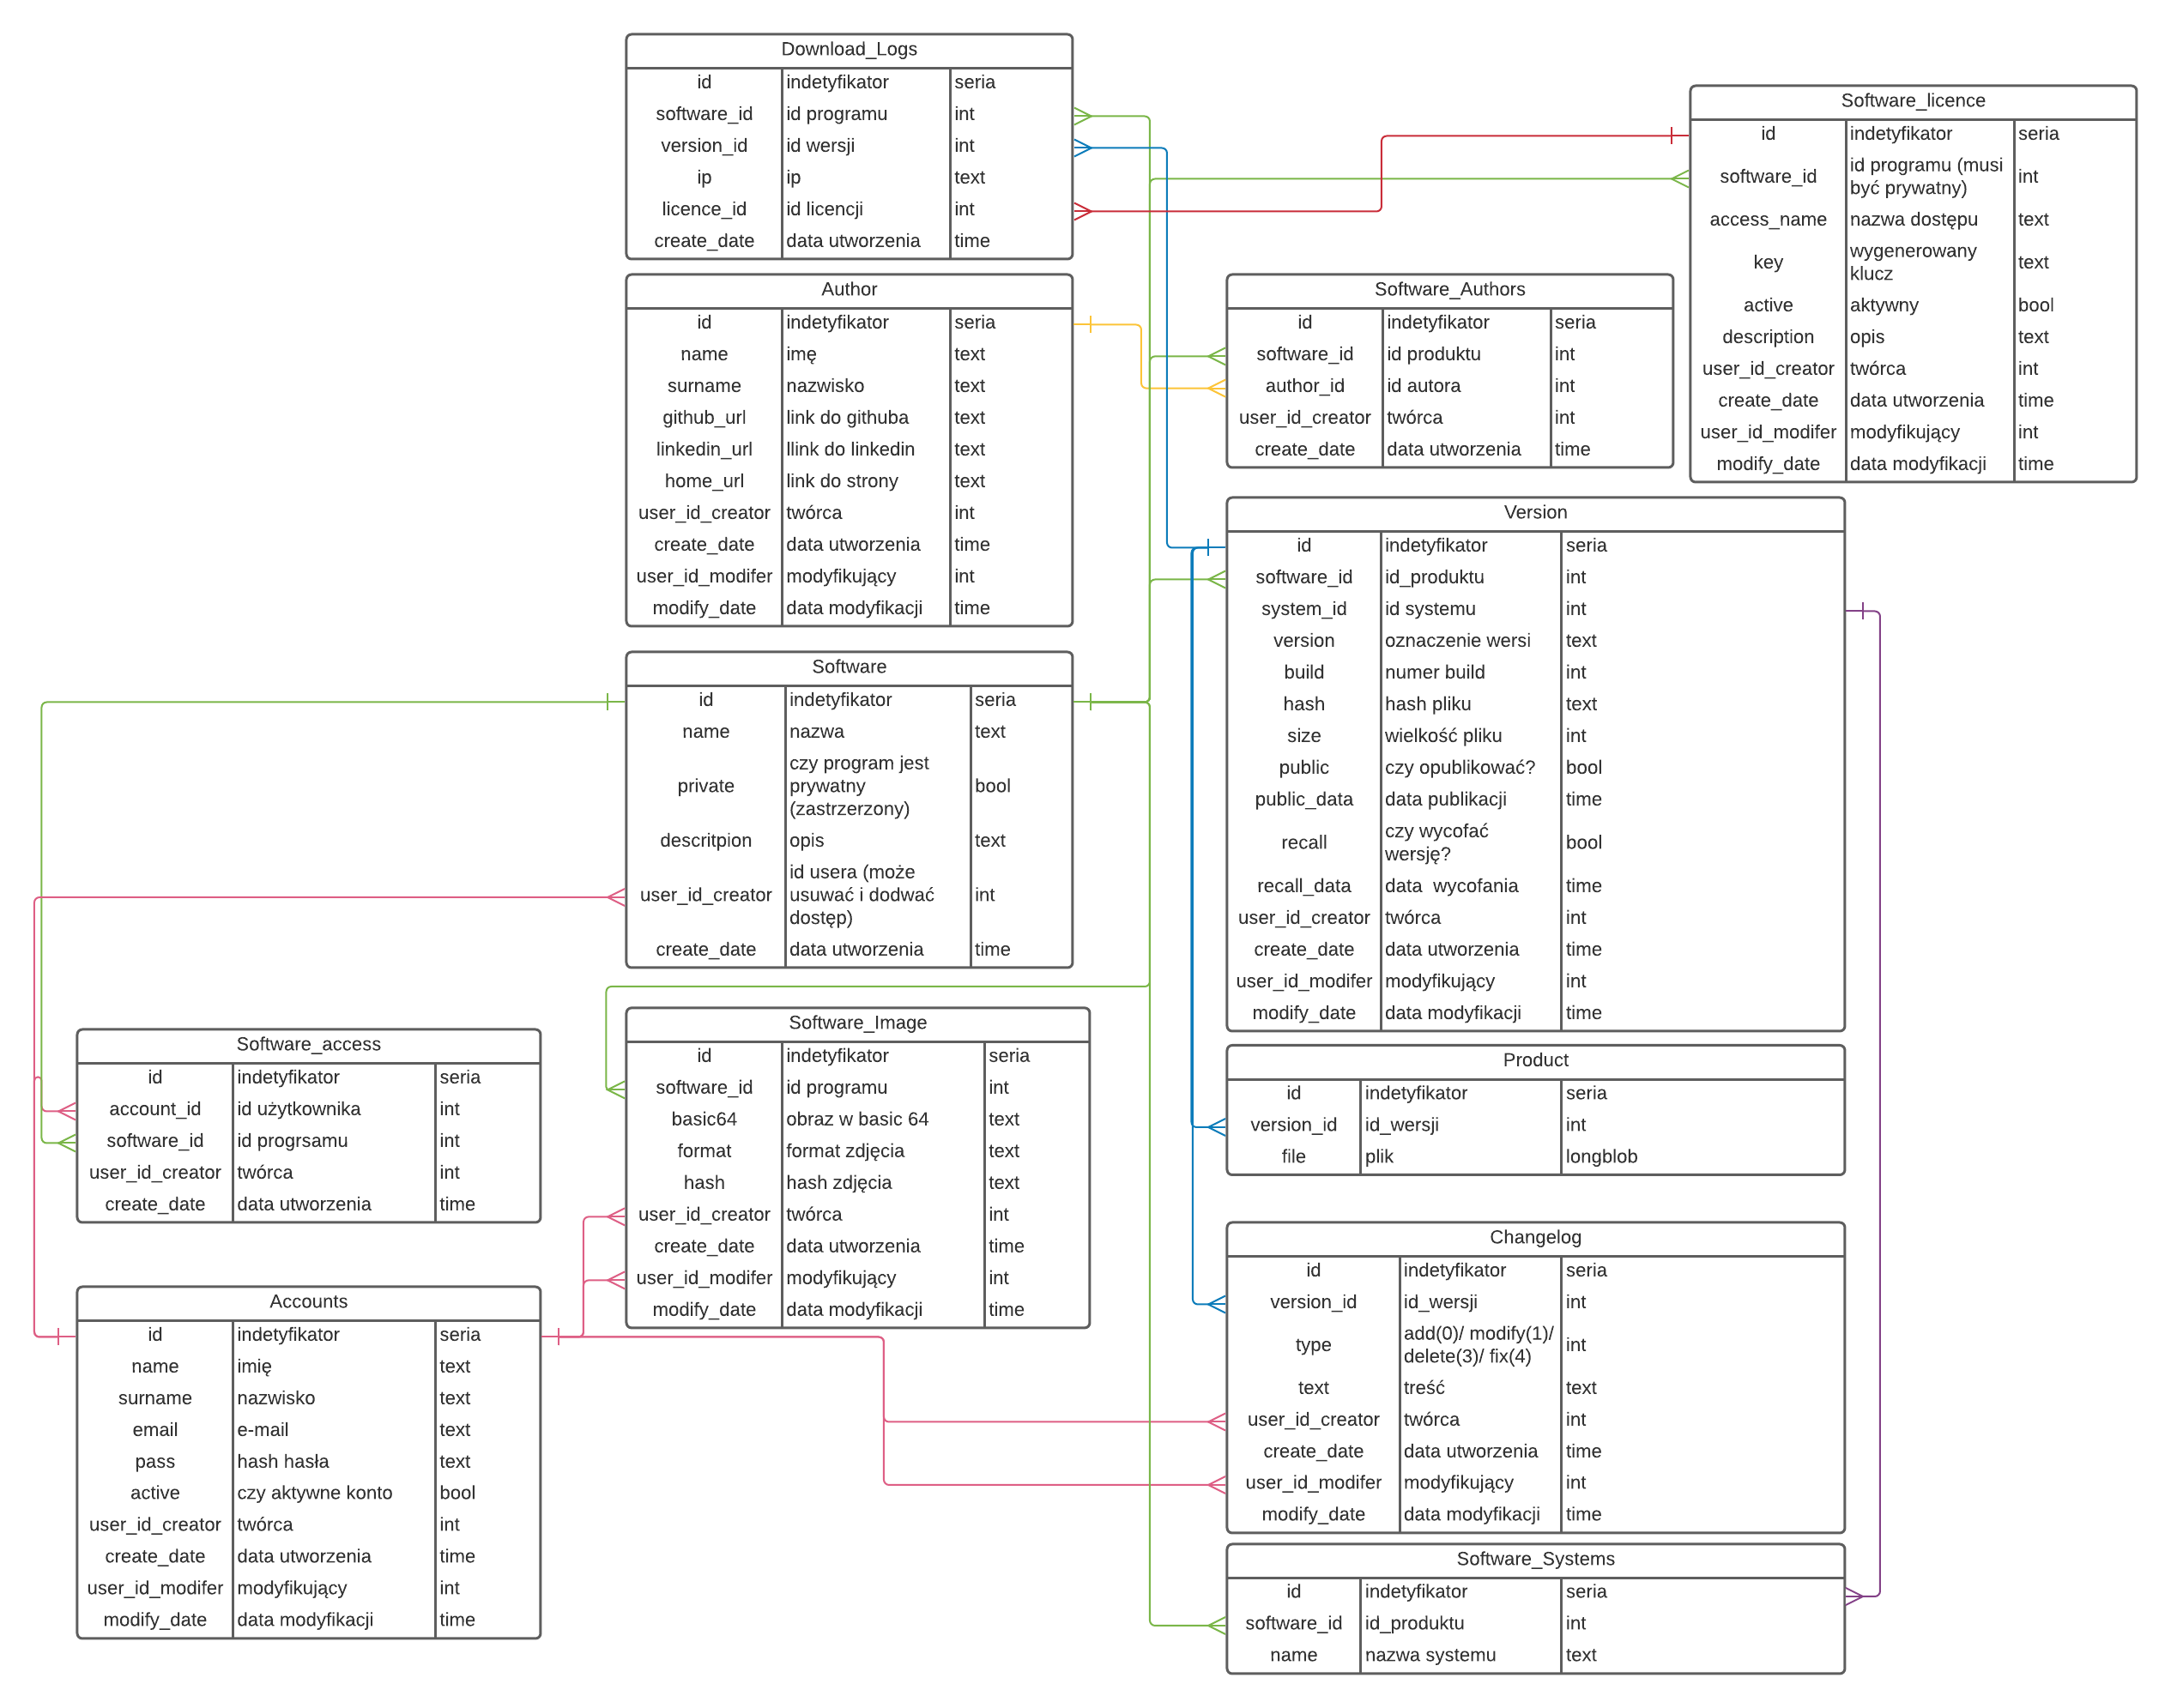 Download_Logs
id indetyfikator seria
software_id id programu int
version_id id wersji int
ip ip text
licence_id id licencji int
create_date data utworzenia time
Software_licence
id indetyfikator seria
software_id id programu (musi być prywatny) int
access_name nazwa dostępu text
key wygenerowany klucz text
active aktywny bool
description opis text
user_id_creator twórca int
create_date data utworzenia time
user_id_modifer modyfikujący int
modify_date data modyfikacji time
Author
id indetyfikator seria
name imę text
surname nazwisko text
github_url link do githuba text
linkedin_url llink do linkedin text
home_url link do strony text
user_id_creator twórca int
create_date data utworzenia time
user_id_modifer modyfikujący int
modify_date data modyfikacji time
Software_Authors
id indetyfikator seria
software_id id produktu int
author_id id autora int
user_id_creator twórca int
create_date data utworzenia time
Version
id indetyfikator seria
software_id id_produktu int
system_id id systemu int
version oznaczenie wersi text
build numer build int
hash hash pliku text
size wielkość pliku int
public czy opublikować? bool
public_data data publikacji time
recall czy wycofać wersję? bool
recall_data data  wycofania time
user_id_creator twórca int
create_date data utworzenia time
user_id_modifer modyfikujący int
modify_date data modyfikacji time
Software
id indetyfikator seria
name nazwa text
private czy program jest prywatny (zastrzerzony) bool
descritpion opis text
user_id_creator id usera (może usuwać i dodwać dostęp) int
create_date data utworzenia time
Software_Image
id indetyfikator seria
software_id id programu int
basic64 obraz w basic 64 text
format format zdjęcia text
hash hash zdjęcia text
user_id_creator twórca int
create_date data utworzenia time
user_id_modifer modyfikujący int
modify_date data modyfikacji time
Software_access
id indetyfikator seria
account_id id użytkownika int
software_id id progrsamu int
user_id_creator twórca int
create_date data utworzenia time
Product
id indetyfikator seria
version_id id_wersji int
file plik longblob
Changelog
id indetyfikator seria
version_id id_wersji int
type add(0)/ modify(1)/ delete(3)/ fix(4) int
text treść text
user_id_creator twórca int
create_date data utworzenia time
user_id_modifer modyfikujący int
modify_date data modyfikacji time
Accounts
id indetyfikator seria
name imię text
surname nazwisko text
email e-mail text
pass hash hasła text
active czy aktywne konto bool
user_id_creator twórca int
create_date data utworzenia time
user_id_modifer modyfikujący int
modify_date data modyfikacji time
Software_Systems
id indetyfikator seria
software_id id_produktu int
name nazwa systemu text